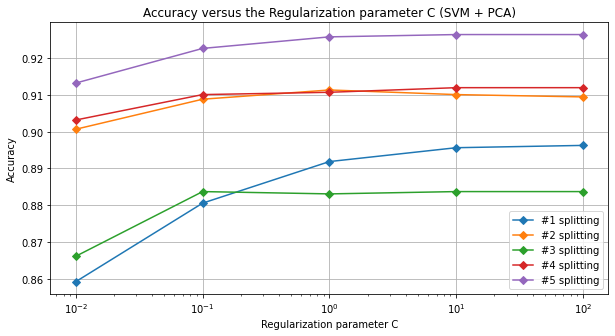 Accuracy versus the Regularization parameter C (SVM + PCA)
Accuracy
0.92
0.91
0.90
0.89
0.88
0.87
0.86
10⁻²
10⁻¹
10⁰
10¹
10²
Regularization parameter C
#1 splitting
#2 splitting
#3 splitting
#4 splitting
#5 splitting